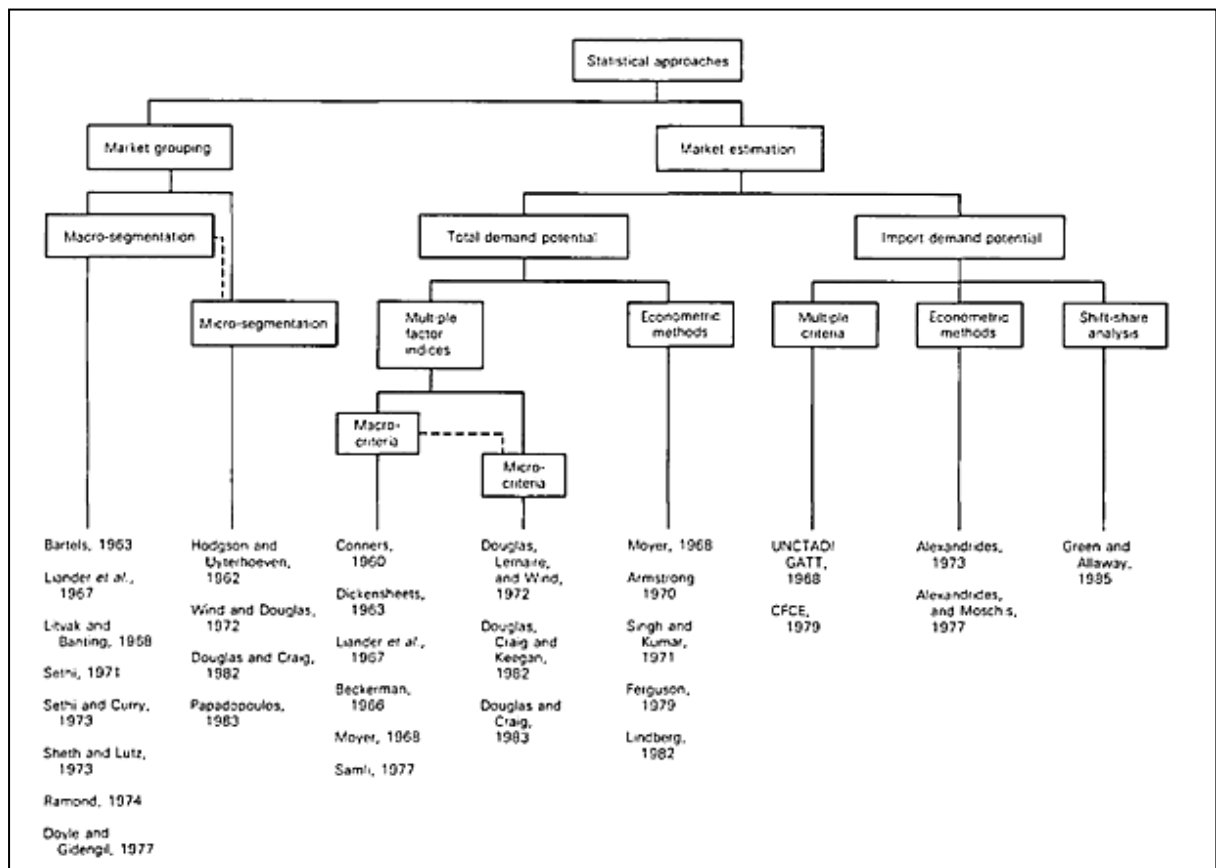 Statistical approaches
Market grouping
Market estimation
Macro-segmentation
Total demand potential
Import demand potential
Micro-segmentation
Multiple
factor
indices
Econometric
methods
Multiple
criteria
Econometric
methods
Shift-share
analysis
Macro-
criteria
Micro-
criteria
Bartels, 1963
Liander et al.,
1967
Litvak and
Banting, 1968
Sethi, 1971
Sethi and Curry,
1973
Sheth and Lutz,
1973
Ramond, 1974
Doyle and
Gidengil, 1977
Hodgson and
Uyterhoeven,
1962
Wind and Douglas,
1972
Douglas and Craig,
1982
Papadopoulos,
1983
Conners,
1960
Dickensheets,
1963
Liander et al.,
1967
Beckerman,
1966
Moyer, 1968
Samli, 1977
Douglas,
Lemaire,
and Wind,
1972
Douglas,
Craig and
Keegan,
1982
Douglas and
Craig,
1983
Moyer, 1968
Armstrong
1970
Singh and
Kumar,
1971
Ferguson,
1979
Lindberg,
1982
UNCTAD/
GATT,
1968
CFCE,
1979
Alexandrides,
1973
Alexandrides,
and Moschis,
1977
Green and
Allaway,
1985